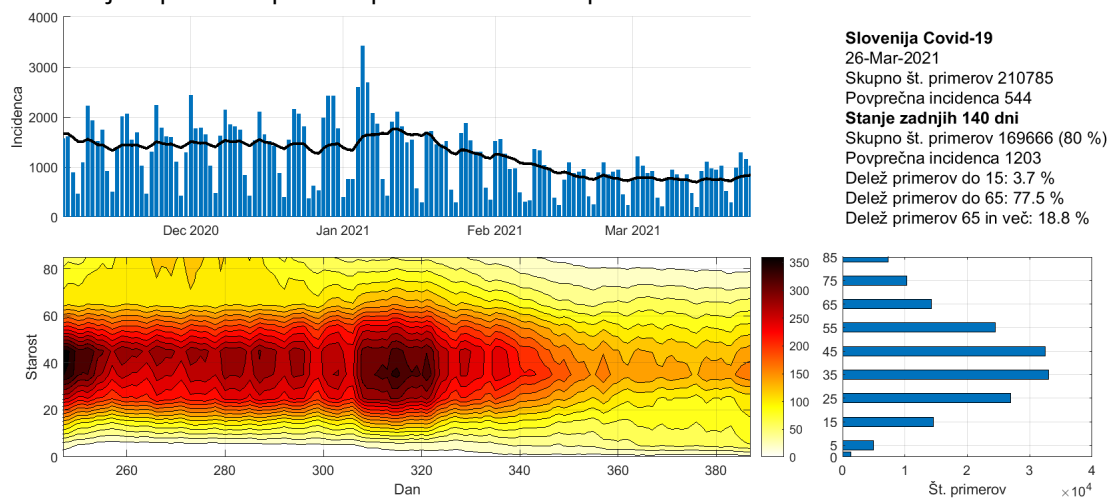 4000
3000
2000
1000
0
Incidenca
Dec 2020
Jan 2021
Feb 2021
Mar 2021
Slovenija Covid-19
26-Mar-2021
Skupno št. primerov 210785
Povprečna incidenca 544
Stanje zadnjih 140 dni
Skupno št. primerov 169666 (80 %)
Povprečna incidenca 1203
Delež primerov do 15: 3.7 %
Delež primerov do 65: 77.5 %
Delež primerov 65 in več: 18.8 %
80
60
40
20
0
Starost
260
280
300
320
340
360
380
Dan
350
300
250
200
150
100
50
0
85
75
65
55
45
35
25
15
5
0
0
1
2
3
4
Št. primerov
×10⁴